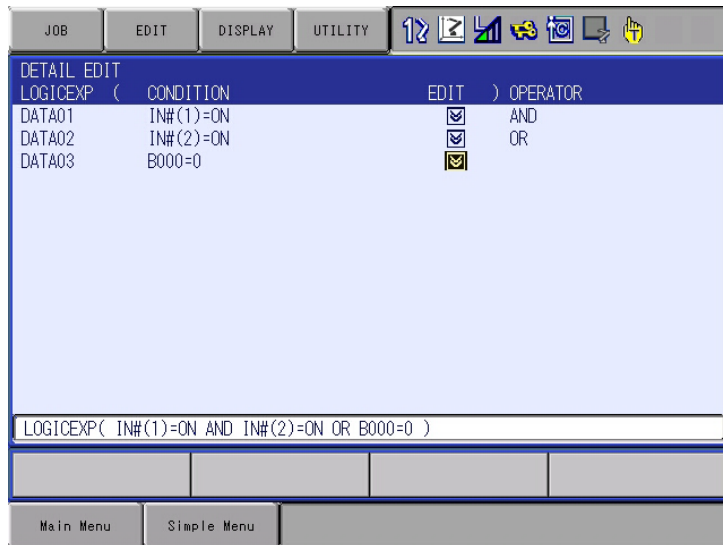 JOB EDIT DISPLAY UTILITY
DETAIL EDIT
LOGICEXP ( CONDITION EDIT ) OPERATOR
DATA01 IN#(1)=ON AND
DATA02 IN#(2)=ON OR
DATA03 B000=0
LOGICEXP( IN#(1)=ON AND IN#(2)=ON OR B000=0 )
Main Menu Simple Menu